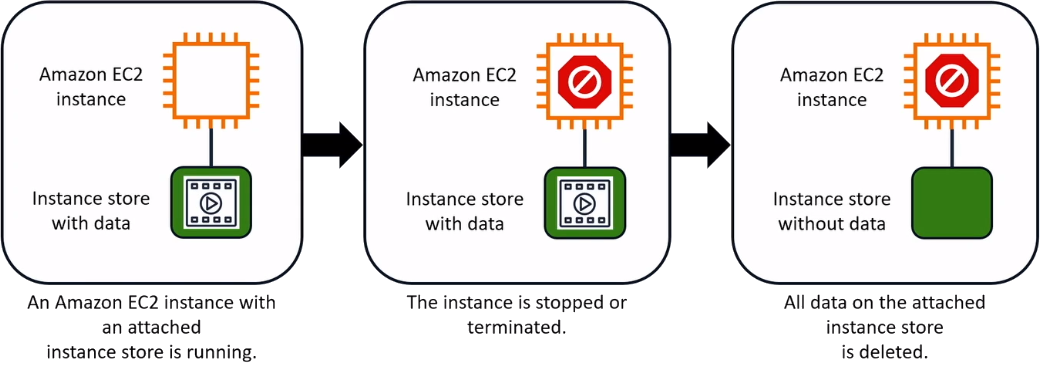 Amazon EC2
instance
Instance store
with data
An Amazon EC2 instance with
an attached
instance store is running.
Amazon EC2
instance
Instance store
with data
The instance is stopped or
terminated.
Amazon EC2
instance
Instance store
without data
All data on the attached
instance store
is deleted.